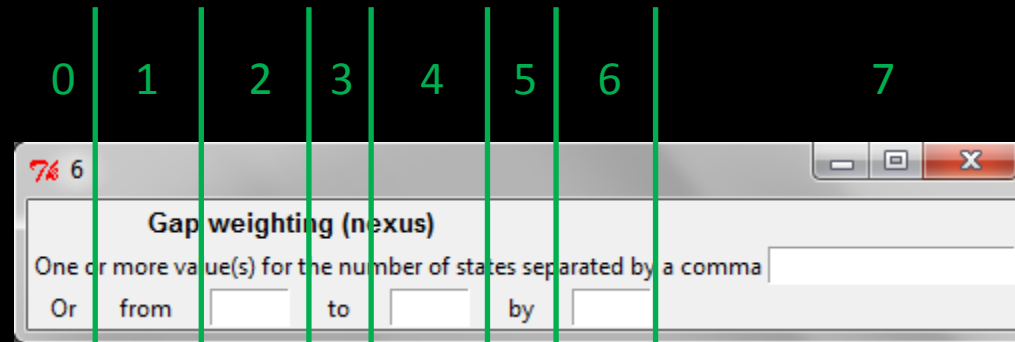 0 1 2 3 4 5 6 7
6
Gap weighting (nexus)
One or more value(s) for the number of states separated by a comma
Or from to by